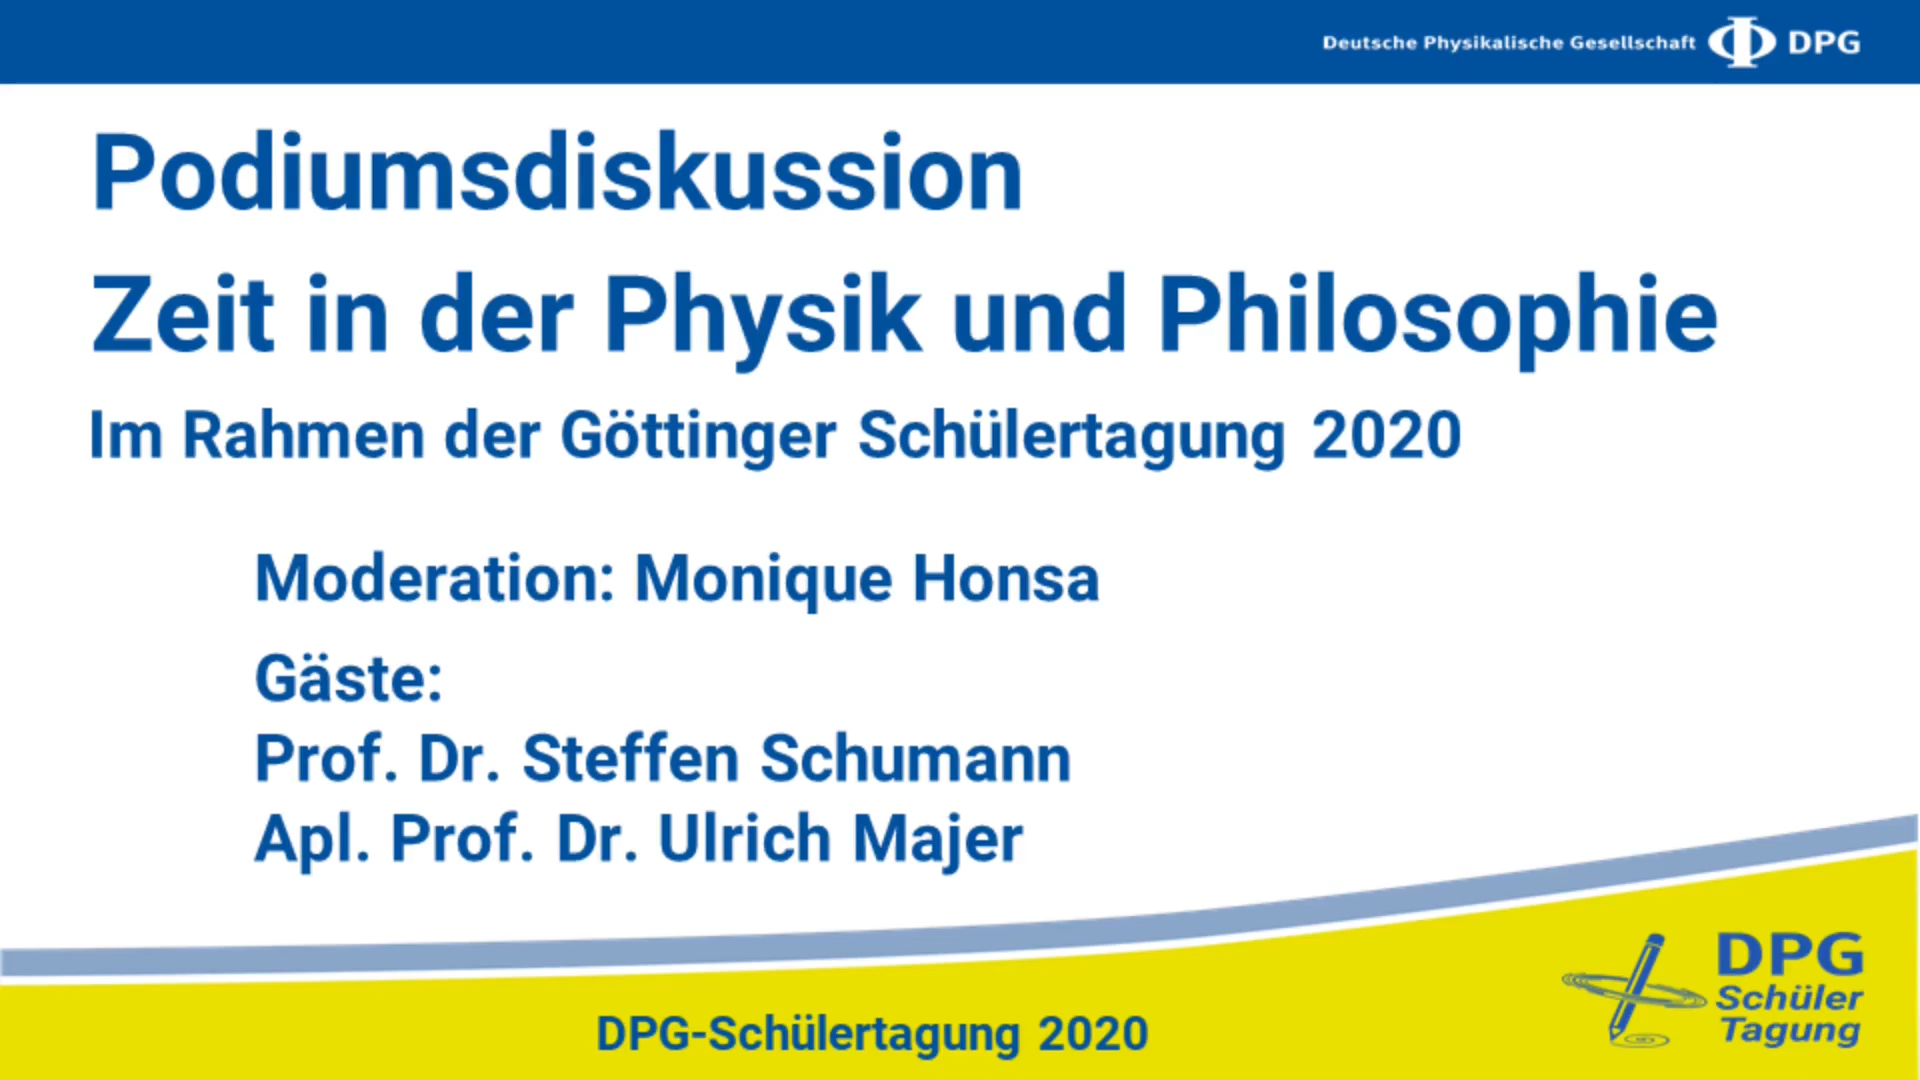 Deutsche Physikalische Gesellschaft DPG
Podiumsdiskussion
Zeit in der Physik und Philosophie
Im Rahmen der Göttinger Schülertagung 2020
Moderation: Monique Honsa
Gäste:
Prof. Dr. Steffen Schumann
Apl. Prof. Dr. Ulrich Majer
DPG-Schülertagung 2020
DPG
Schüler
Tagung